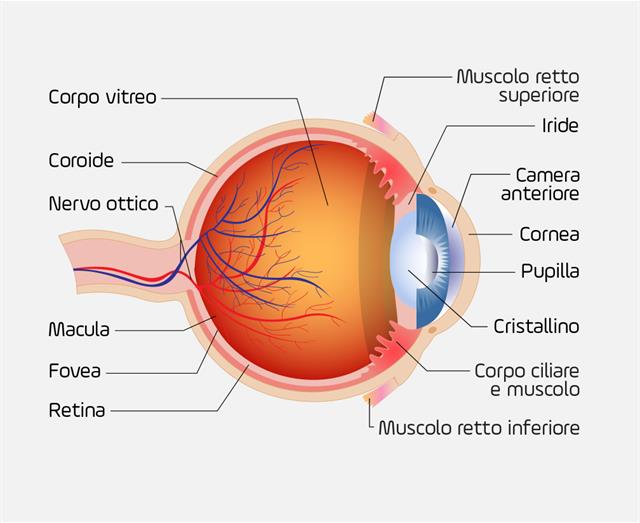 Corpo vitreo
Coroide
Nervo ottico
Macula
Fovea
Retina
Muscolo retto
superiore
Iride
Camera
anteriore
Cornea
Pupilla
Cristallino
Corpo ciliare
e muscolo
Muscolo retto inferiore